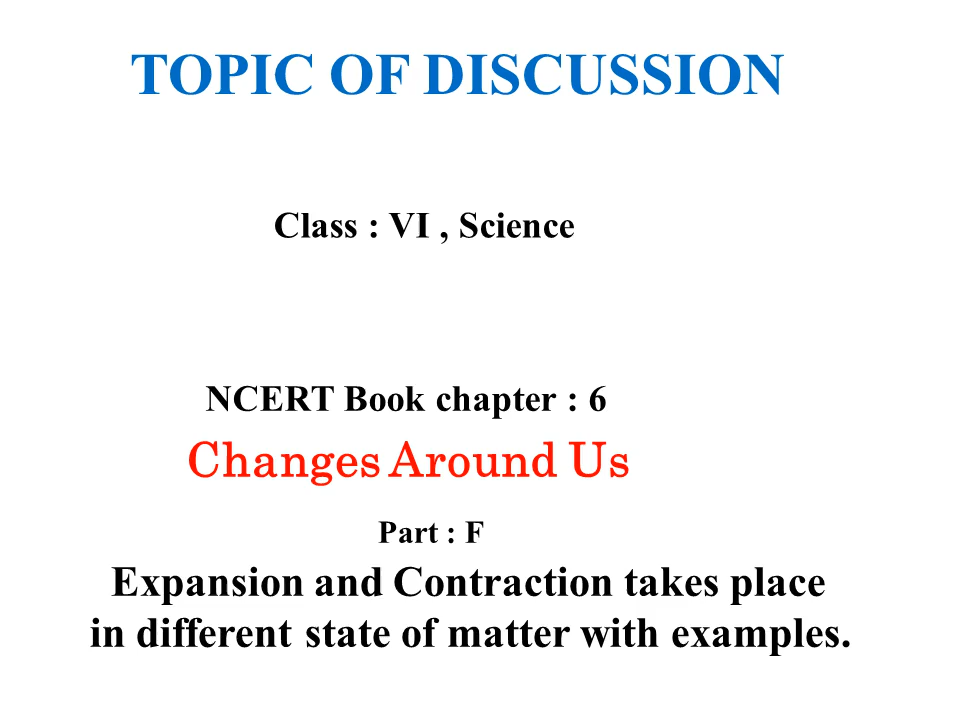 TOPIC OF DISCUSSION
Class : VI , Science
NCERT Book chapter : 6
Changes Around Us
Part : F
Expansion and Contraction takes place
in different state of matter with examples.